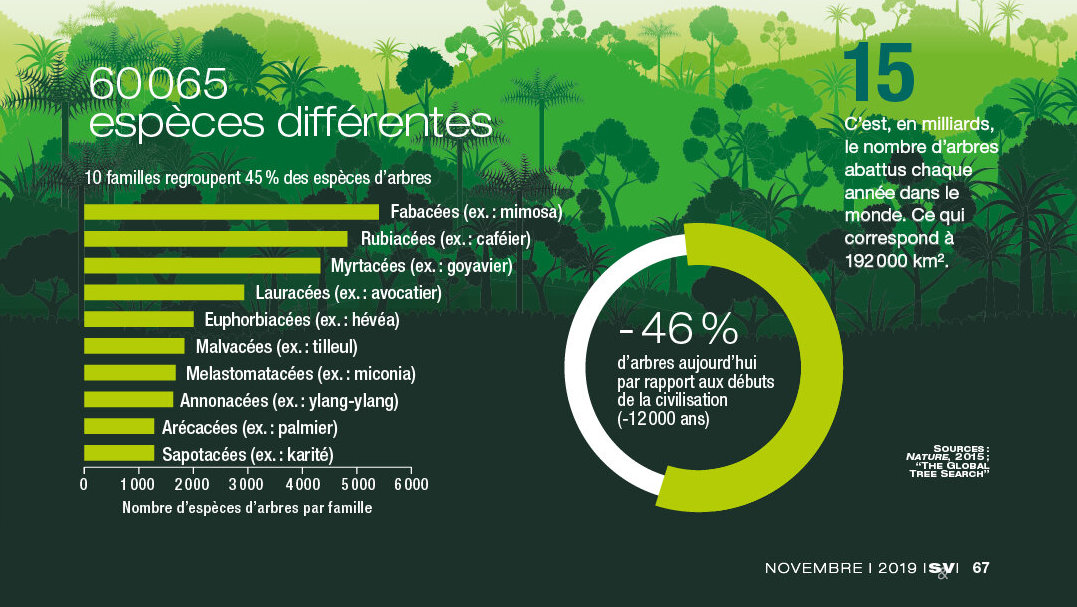 60 065
espèces différentes
10 familles regroupent 45 % des espèces d'arbres
Fabacées (ex. : mimosa)
Rubiacées (ex. : caféier)
Myrtacées (ex. : goyavier)
Lauracées (ex. : avocatier)
Euphorbiacées (ex. : hévéa)
Malvacées (ex. : tilleul)
Melastomatacées (ex. : miconia)
Annonacées (ex. : ylang-ylang)
Arécacées (ex. : palmier)
Sapotacées (ex. : karité)
0 1 000 2 000 3 000 4 000 5 000 6 000
Nombre d'espèces d'arbres par famille
- 46 %
d'arbres aujourd'hui
par rapport aux débuts
de la civilisation
(-12 000 ans)
15
C'est, en milliards,
le nombre d'arbres
abattus chaque
année dans le
monde. Ce qui
correspond à
192 000 km².
SOURCES :
NATURE, 2015 ;
“THE GLOBAL
TREE SEARCH”
NOVEMBRE I 2019 I S&V I 67